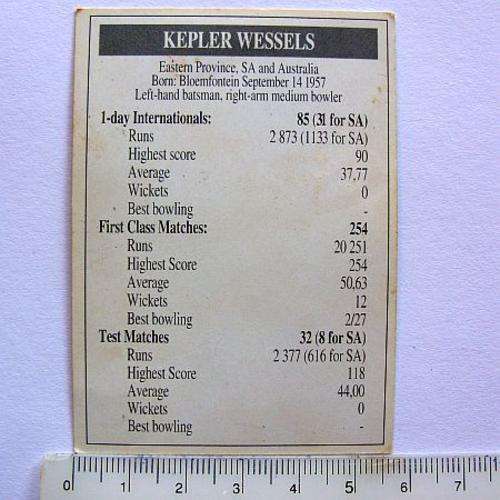 KEPLER WESSELS
Eastern Province, SA and Australia
Born: Bloemfontein September 14 1957
Left-hand batsman, right-arm medium bowler
1-day Internationals: 85 (31 for SA)
Runs 2 873 (1133 for SA)
Highest score 90
Average 37,77
Wickets 0
Best bowling -
First Class Matches: 254
Runs 20 251
Highest Score 254
Average 50,63
Wickets 12
Best bowling 2/27
Test Matches 32 (8 for SA)
Runs 2 377 (616 for SA)
Highest Score 118
Average 44,00
Wickets 0
Best bowling -
0 1 2 3 4 5 6 7